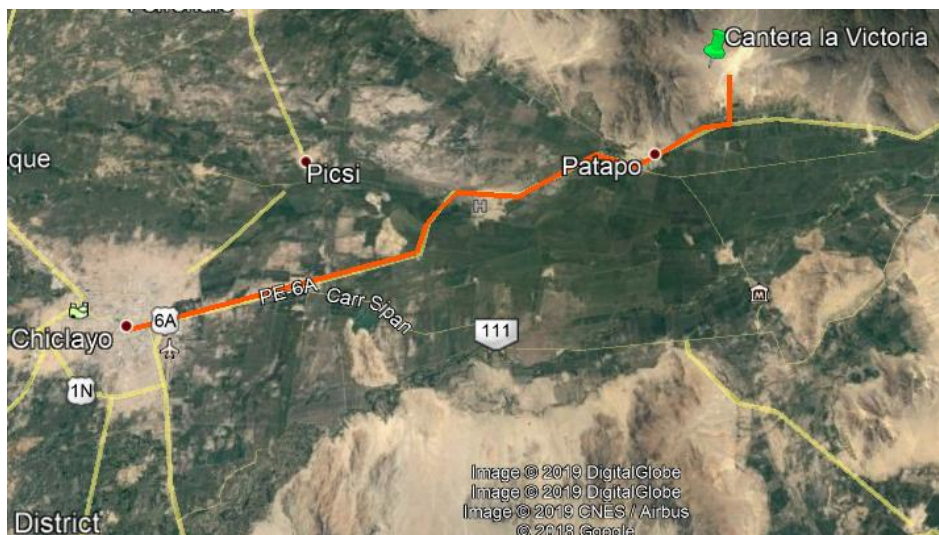 Cantera la Victoria
que
Picsi
Patapo
H
PE 6A
Carr Sipan
6A
Chiclayo
111
M
1N
Image © 2019 DigitalGlobe
Image © 2019 DigitalGlobe
Image © 2019 CNES / Airbus
© 2018 Google
District